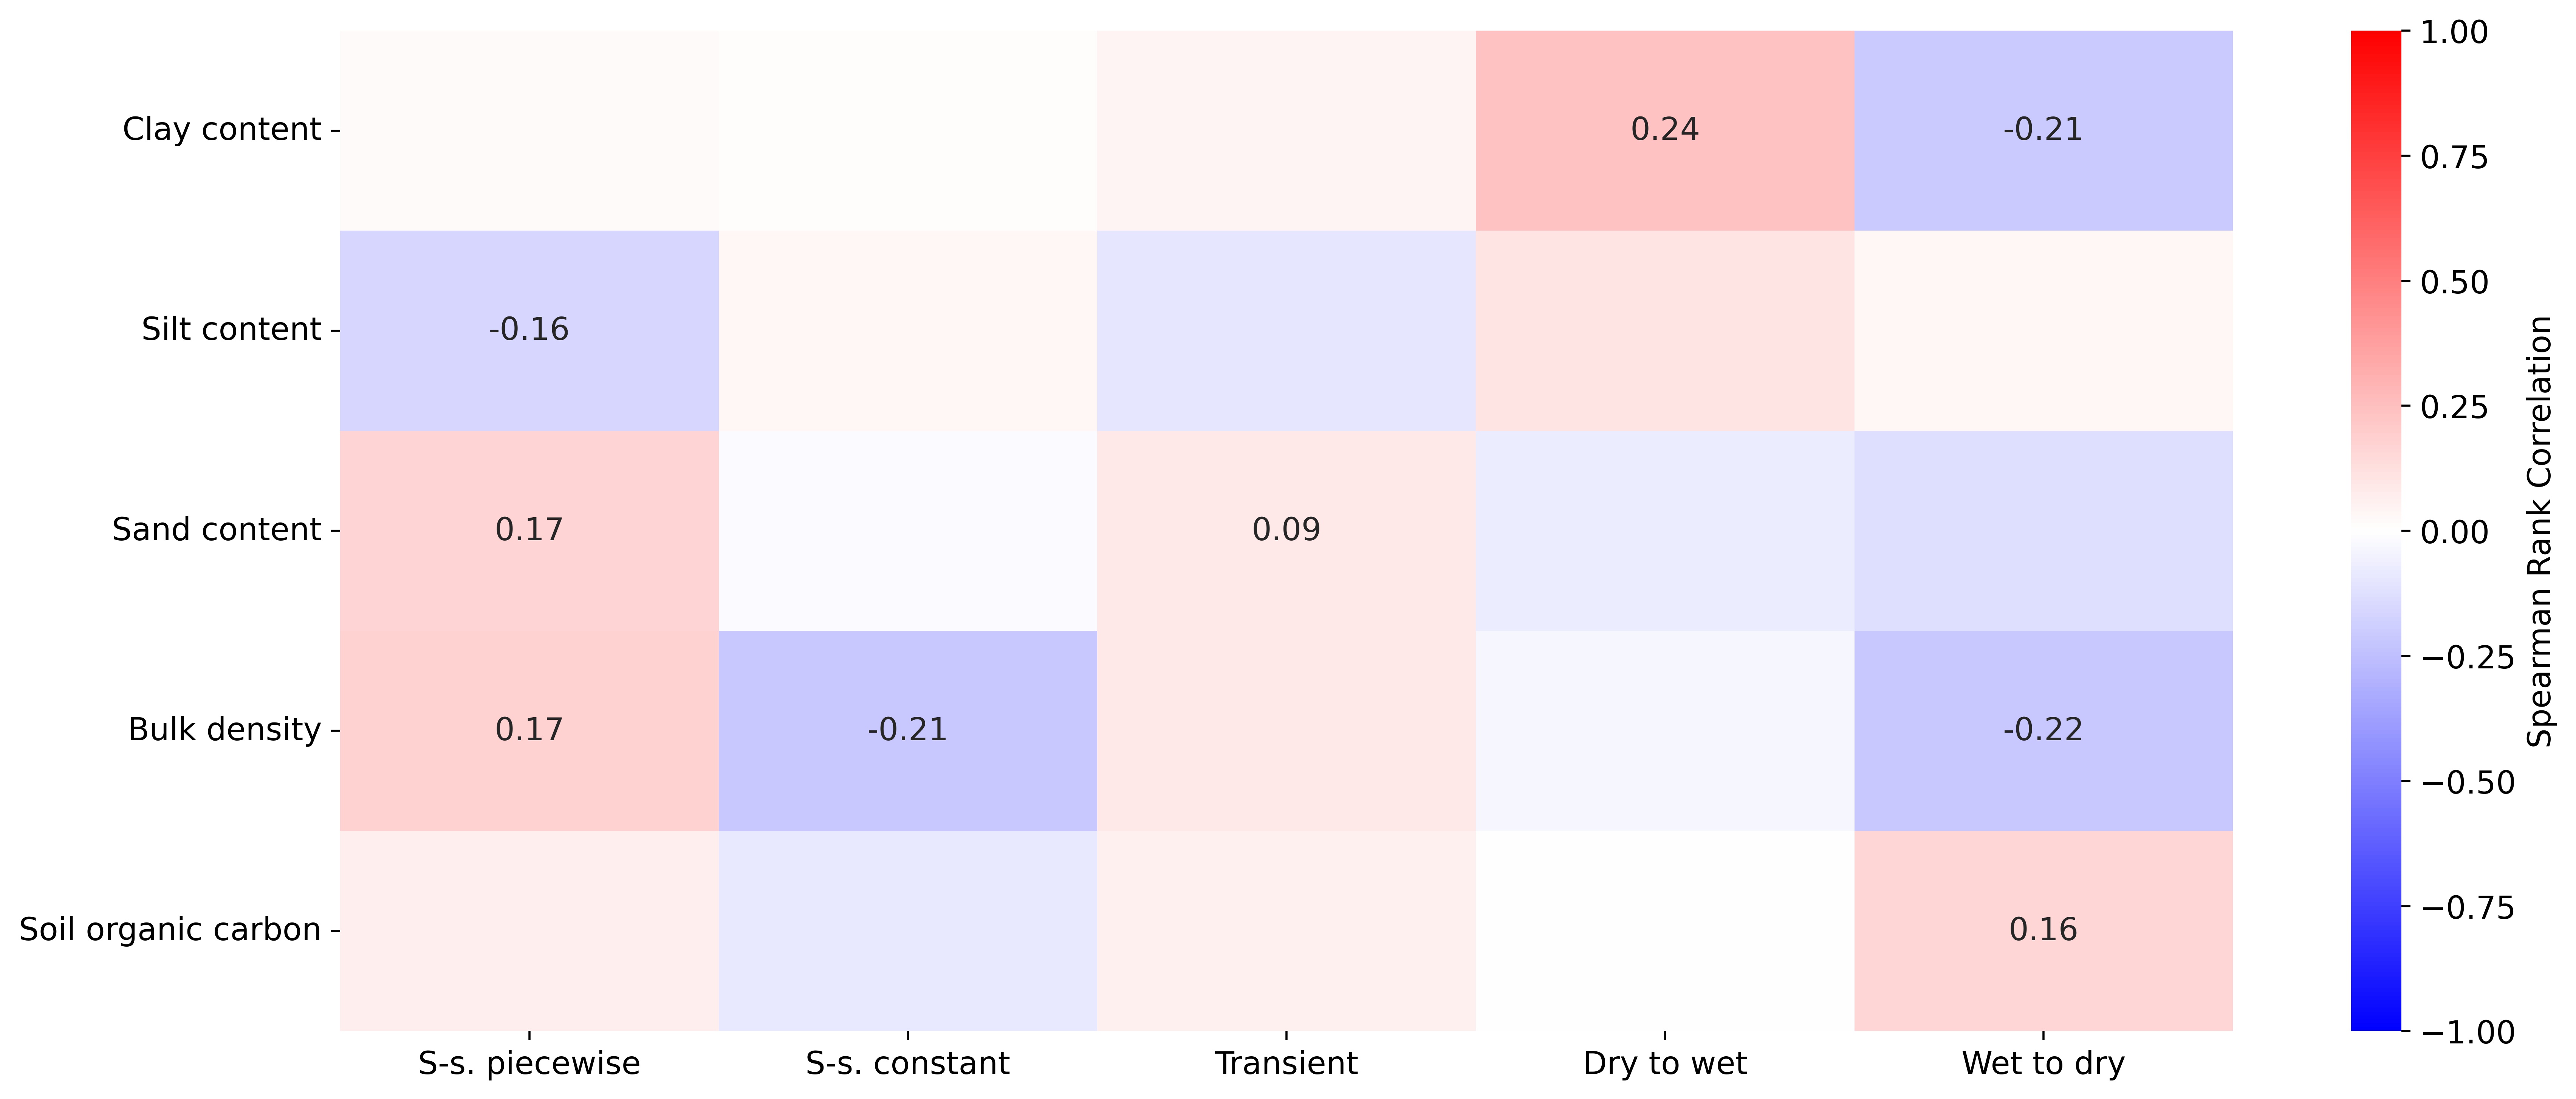 Clay content 0.24 -0.21
Silt content -0.16
Sand content 0.17 0.09
Bulk density 0.17 -0.21 -0.22
Soil organic carbon 0.16
S-s. piecewise S-s. constant Transient Dry to wet Wet to dry
1.00
0.75
0.50
0.25
0.00
−0.25
−0.50
−0.75
−1.00
Spearman Rank Correlation